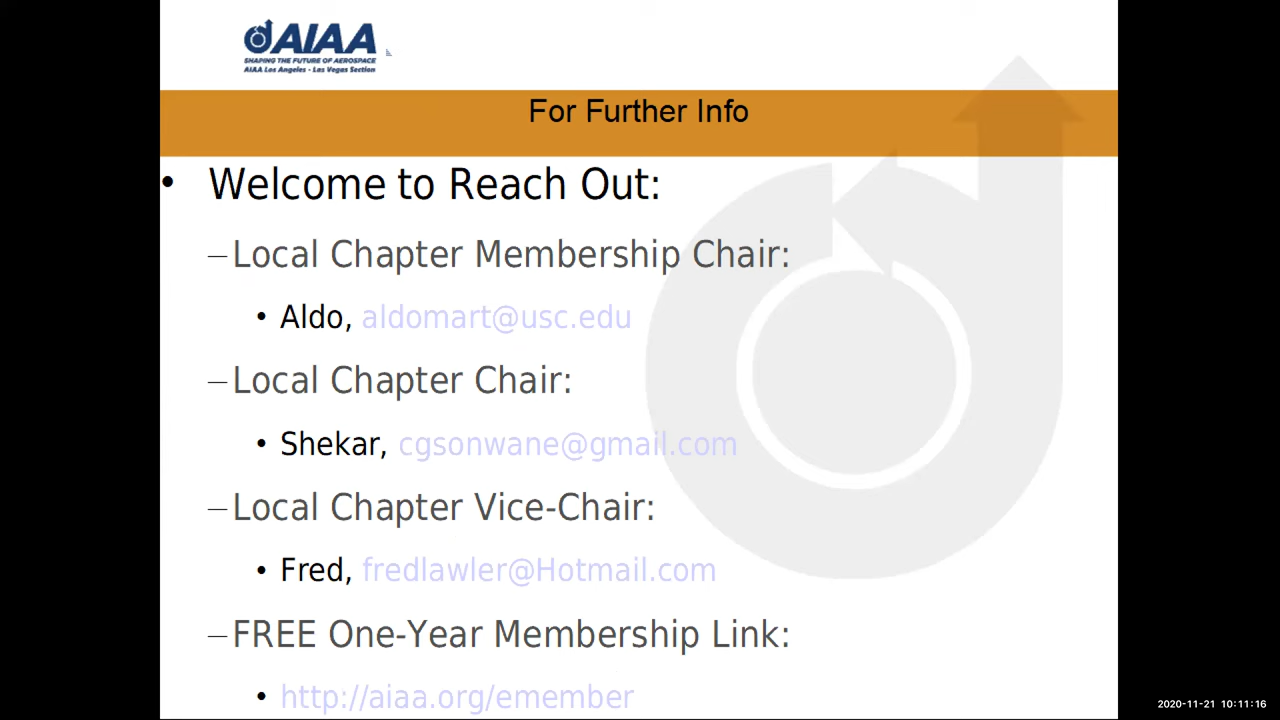 AIAA
SHAPING THE FUTURE OF AEROSPACE
AIAA Los Angeles - Las Vegas Section
For Further Info
• Welcome to Reach Out:
–Local Chapter Membership Chair:
• Aldo, aldomart@usc.edu
–Local Chapter Chair:
• Shekar, cgsonwane@gmail.com
–Local Chapter Vice-Chair:
• Fred, fredlawler@Hotmail.com
–FREE One-Year Membership Link:
• http://aiaa.org/emember
2020-11-21 10:11:16